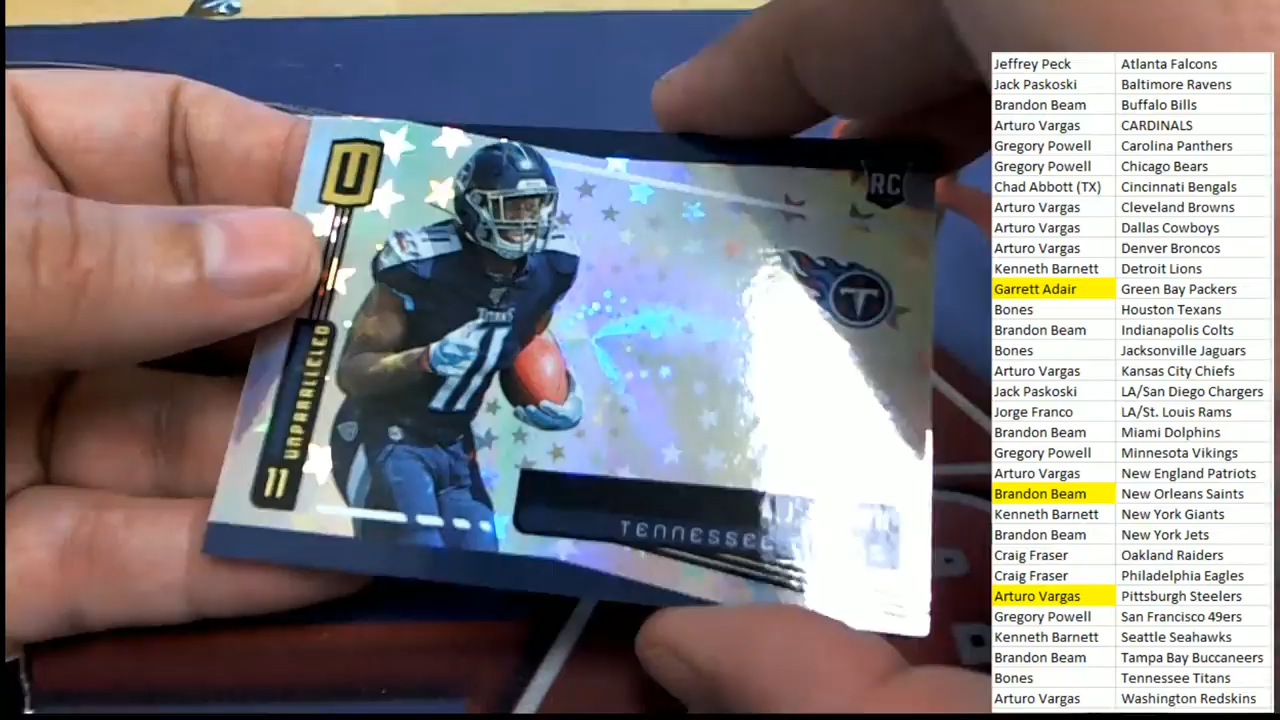 U
RC
11
TITANS
11
T
UNPARALLELED
11
TENNESSEE
Jeffrey Peck Atlanta Falcons
Jack Paskoski Baltimore Ravens
Brandon Beam Buffalo Bills
Arturo Vargas CARDINALS
Gregory Powell Carolina Panthers
Gregory Powell Chicago Bears
Chad Abbott (TX) Cincinnati Bengals
Arturo Vargas Cleveland Browns
Arturo Vargas Dallas Cowboys
Arturo Vargas Denver Broncos
Kenneth Barnett Detroit Lions
Garrett Adair Green Bay Packers
Bones Houston Texans
Brandon Beam Indianapolis Colts
Bones Jacksonville Jaguars
Arturo Vargas Kansas City Chiefs
Jack Paskoski LA/San Diego Chargers
Jorge Franco LA/St. Louis Rams
Brandon Beam Miami Dolphins
Gregory Powell Minnesota Vikings
Arturo Vargas New England Patriots
Brandon Beam New Orleans Saints
Kenneth Barnett New York Giants
Brandon Beam New York Jets
Craig Fraser Oakland Raiders
Craig Fraser Philadelphia Eagles
Arturo Vargas Pittsburgh Steelers
Gregory Powell San Francisco 49ers
Kenneth Barnett Seattle Seahawks
Brandon Beam Tampa Bay Buccaneers
Bones Tennessee Titans
Arturo Vargas Washington Redskins